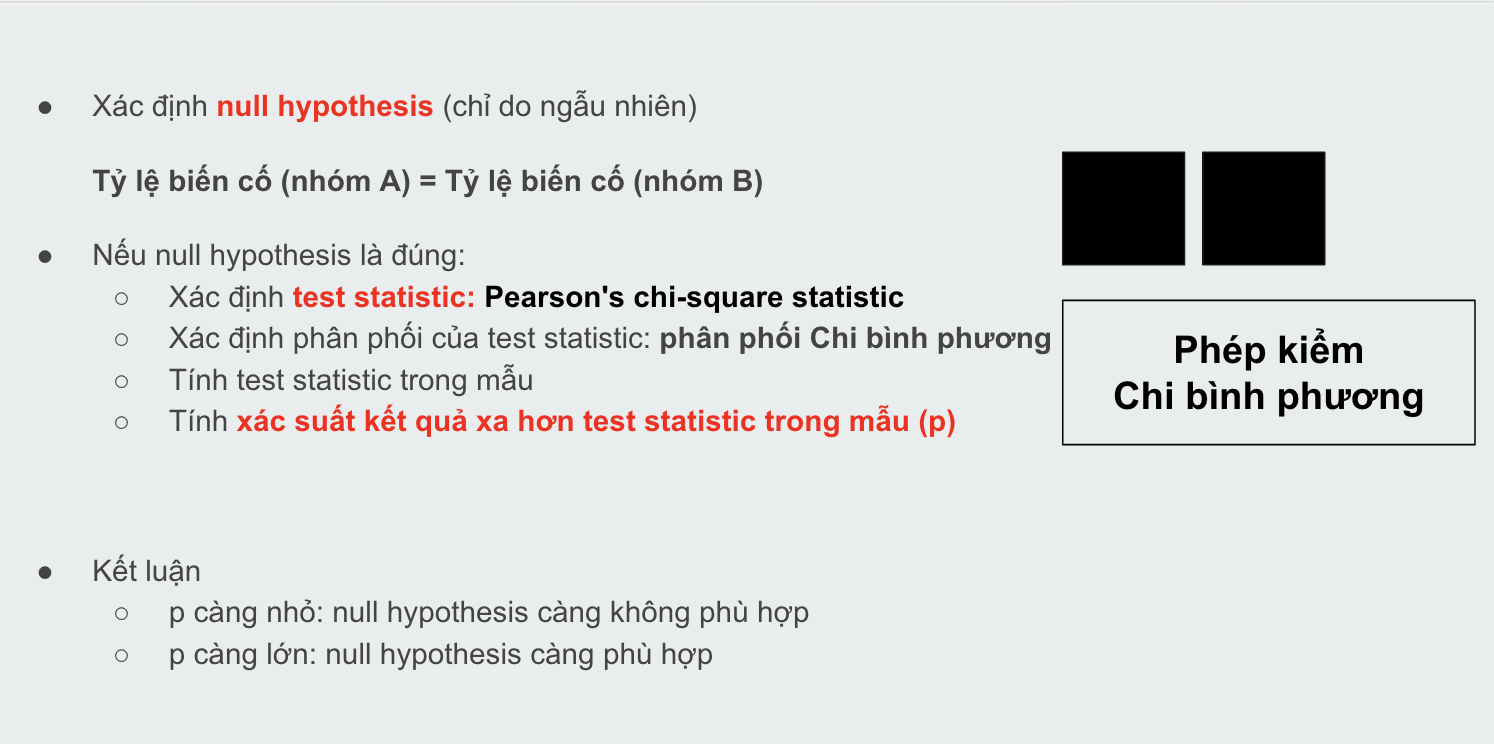 ● Xác định null hypothesis (chỉ do ngẫu nhiên)
Tỷ lệ biến cố (nhóm A) = Tỷ lệ biến cố (nhóm B)
● Nếu null hypothesis là đúng:
○ Xác định test statistic: Pearson's chi-square statistic
○ Xác định phân phối của test statistic: phân phối Chi bình phương
○ Tính test statistic trong mẫu
○ Tính xác suất kết quả xa hơn test statistic trong mẫu (p)
Phép kiểm
Chi bình phương
● Kết luận
○ p càng nhỏ: null hypothesis càng không phù hợp
○ p càng lớn: null hypothesis càng phù hợp